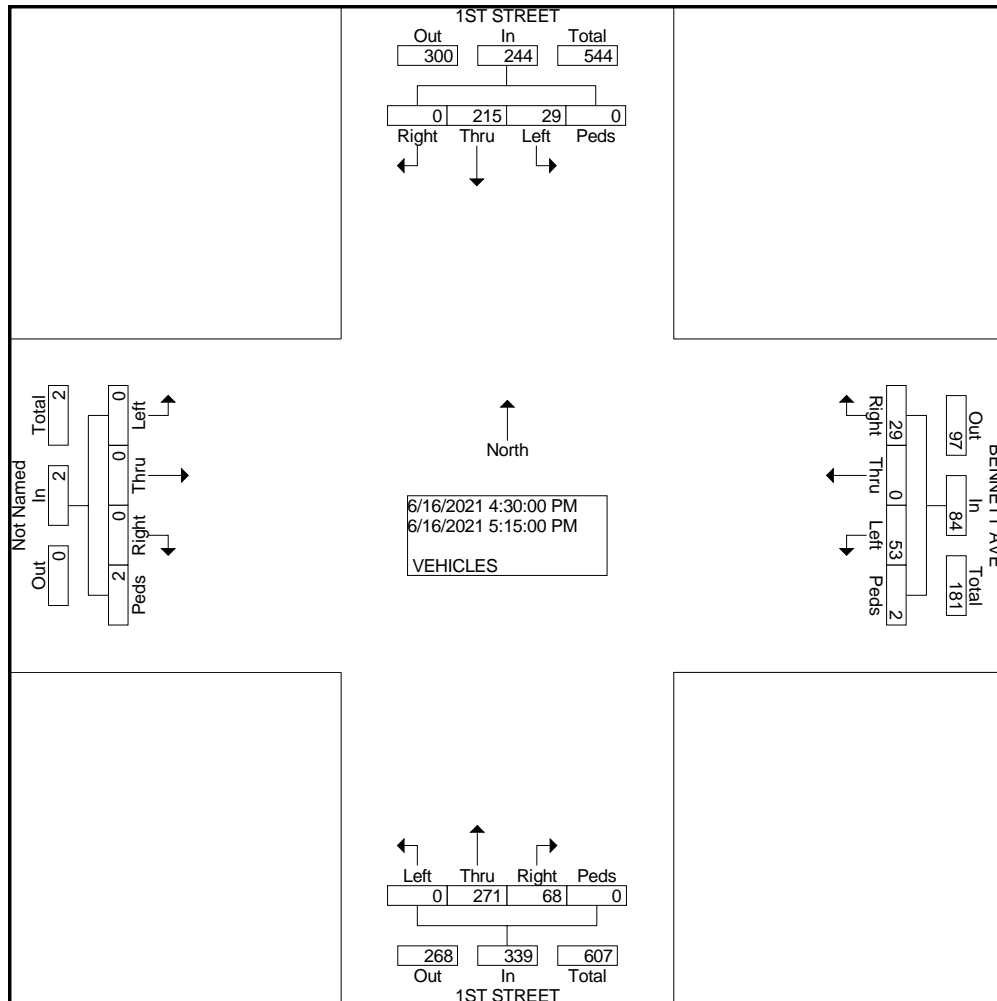 1ST STREET
Out In Total
300 244 544
0 215 29 0
Right Thru Left Peds
Not Named
Total In Out
2 2 0
0 0 0 2
Left Thru Right Peds
North
6/16/2021 4:30:00 PM
6/16/2021 5:15:00 PM
VEHICLES
BENNETT AVE
Out In Total
97 84 181
29 0 53 2
Right Thru Left Peds
Left Thru Right Peds
0 271 68 0
268 339 607
Out In Total
1ST STREET